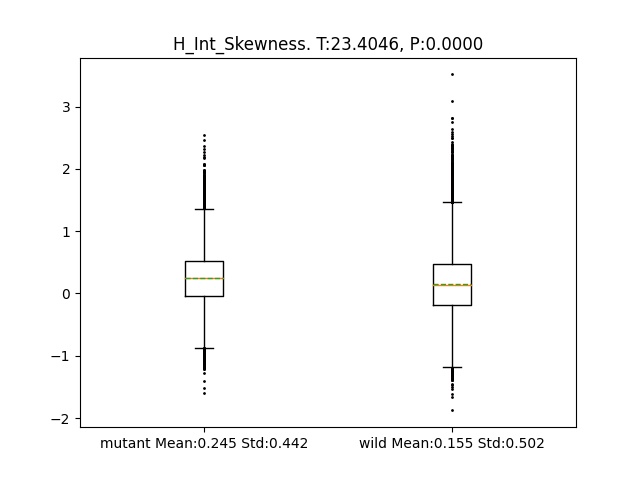 H_Int_Skewness. T:23.4046, P:0.0000
3
2
1
0
−1
−2
mutant Mean:0.245 Std:0.442
wild Mean:0.155 Std:0.502